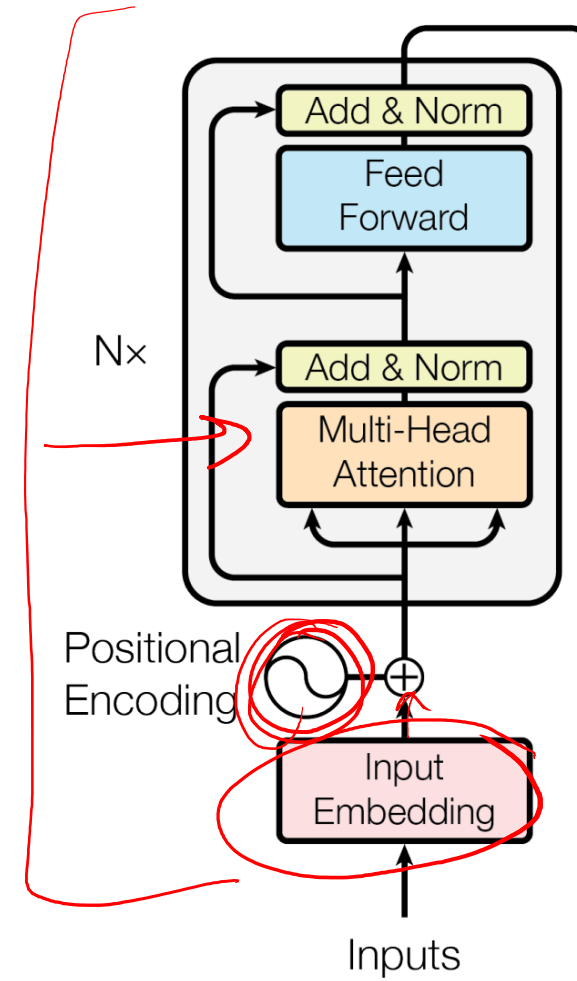 Add & Norm
Feed
Forward
N×
Add & Norm
Multi-Head
Attention
Positional
Encoding
Input
Embedding
Inputs